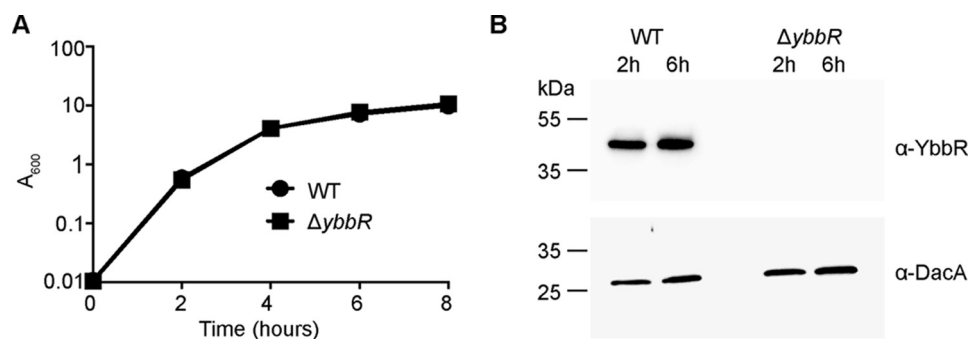 A
100
10
1
0.1
0.01
A600
0 2 4 6 8
Time (hours)
WT
ΔybbR
B
WT ΔybbR
2h 6h 2h 6h
kDa
55
35
α-YbbR
35
25
α-DacA